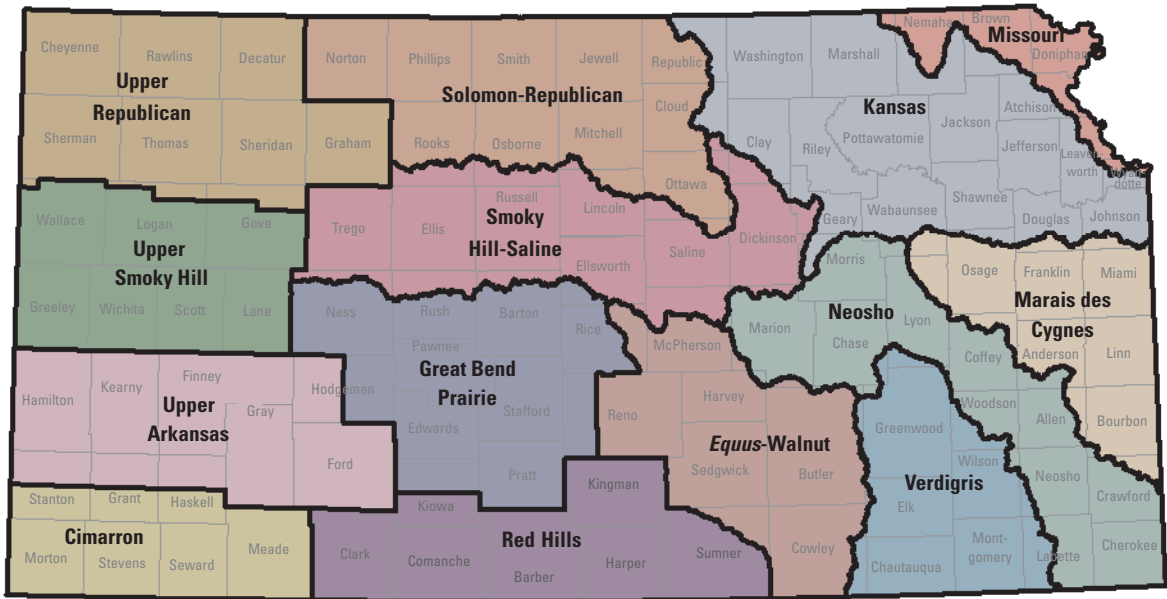 Cheyenne
Rawlins
Decatur
Norton
Phillips
Smith
Jewell
Republic
Washington
Marshall
Nemaha
Brown
Missouri
Doniphan
Upper
Republican
Solomon-Republican
Kansas
Cloud
Atchison
Sherman
Thomas
Sheridan
Graham
Rooks
Osborne
Mitchell
Clay
Riley
Pottawatomie
Jackson
Jefferson
Leaven-
worth
Wyan-
dotte
Ottawa
Wallace
Logan
Gove
Upper
Smoky Hill
Trego
Ellis
Russell
Lincoln
Smoky
Hill-Saline
Saline
Dickinson
Geary
Wabaunsee
Shawnee
Douglas
Johnson
Ellsworth
Morris
Osage
Franklin
Miami
Greeley
Wichita
Scott
Lane
Ness
Rush
Barton
Rice
Pawnee
McPherson
Marion
Chase
Neosho
Lyon
Marais des
Cygnes
Coffey
Anderson
Linn
Great Bend
Prairie
Hamilton
Kearny
Finney
Hodgeman
Gray
Upper
Arkansas
Ford
Edwards
Stafford
Pratt
Reno
Harvey
Equus-Walnut
Sedgwick
Butler
Greenwood
Woodson
Allen
Bourbon
Wilson
Verdigris
Neosho
Crawford
Elk
Stanton
Grant
Haskell
Cimarron
Morton
Stevens
Seward
Meade
Kiowa
Kingman
Red Hills
Clark
Comanche
Barber
Harper
Sumner
Cowley
Chautauqua
Mont-
gomery
Labette
Cherokee